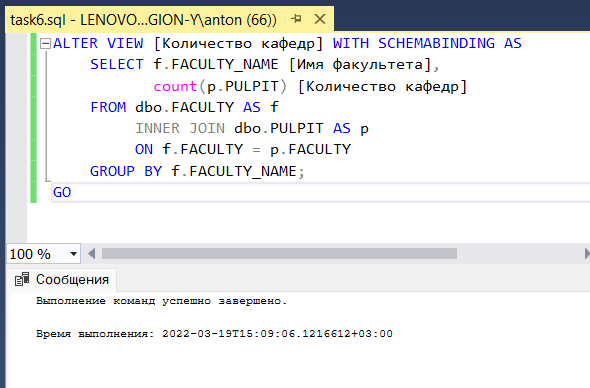 task6.sql - LENOVO...GION-Y\anton (66))
ALTER VIEW [Количество кафедр] WITH SCHEMABINDING AS
SELECT f.FACULTY_NAME [Имя факультета],
count(p.PULPIT) [Количество кафедр]
FROM dbo.FACULTY AS f
INNER JOIN dbo.PULPIT AS p
ON f.FACULTY = p.FACULTY
GROUP BY f.FACULTY_NAME;
GO
100 %
Сообщения
Выполнение команд успешно завершено.
Время выполнения: 2022-03-19T15:09:06.1216612+03:00